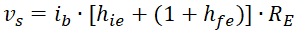 v_s = i_b · [h_ie + (1 + h_fe)] · R_E